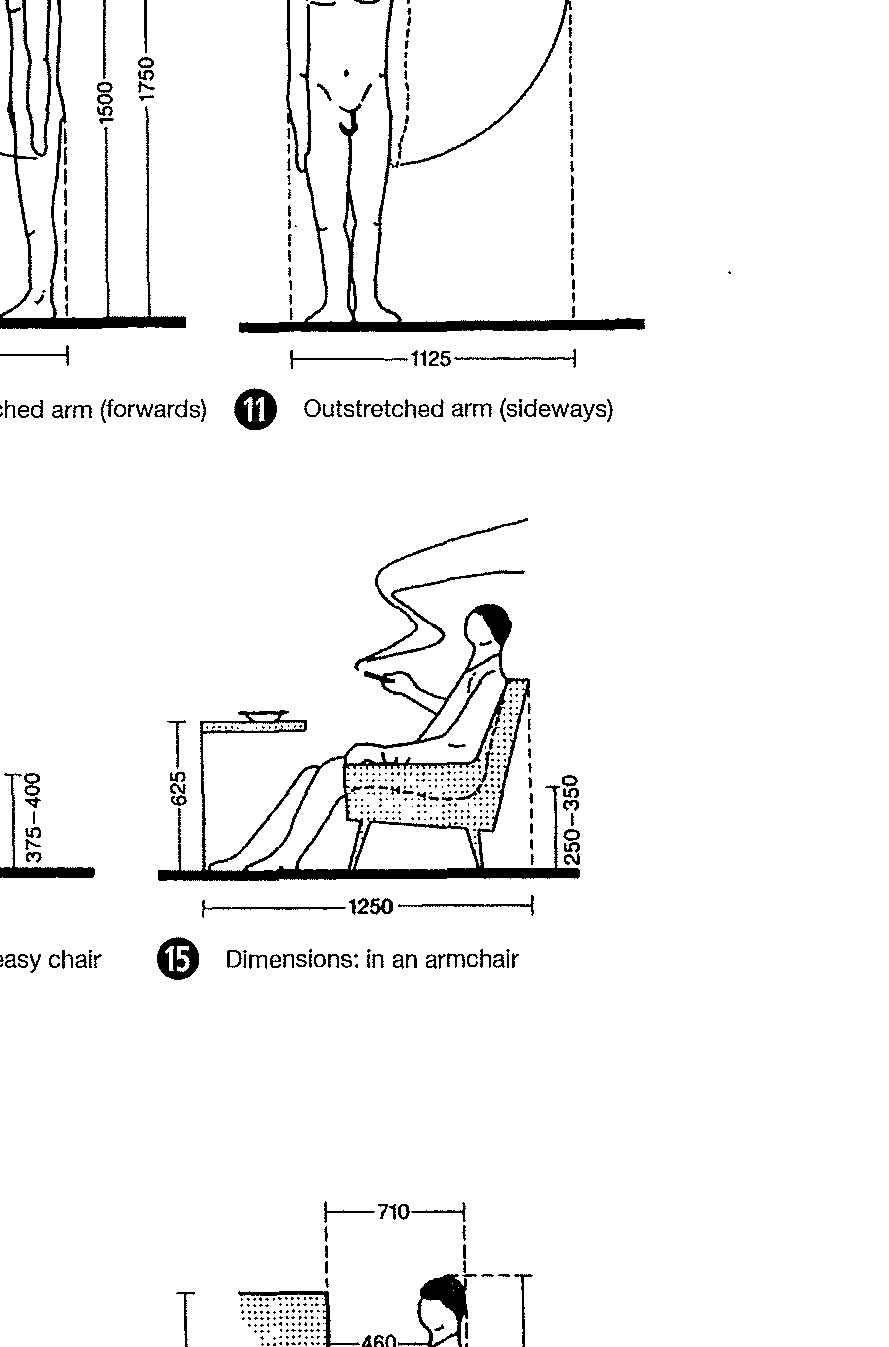 1500
1750
1125
ched arm (forwards)
11 Outstretched arm (sideways)
625
375–400
250–350
1250
easy chair
15 Dimensions: in an armchair
710
460